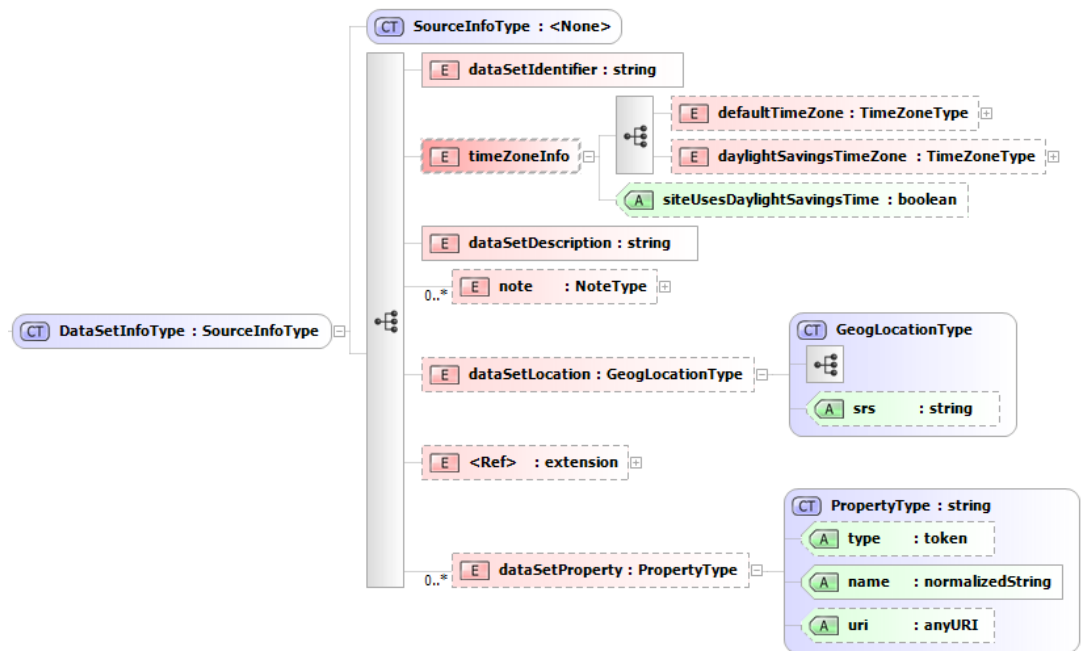 CT SourceInfoType : <None>
E dataSetIdentifier : string
E defaultTimeZone : TimeZoneType
E timeZoneInfo
E daylightSavingsTimeZone : TimeZoneType
A siteUsesDaylightSavingsTime : boolean
E dataSetDescription : string
0..* E note : NoteType
CT DataSetInfoType : SourceInfoType
CT GeogLocationType
E dataSetLocation : GeogLocationType
A srs : string
E <Ref> : extension
CT PropertyType : string
A type : token
0..* E dataSetProperty : PropertyType
A name : normalizedString
A uri : anyURI